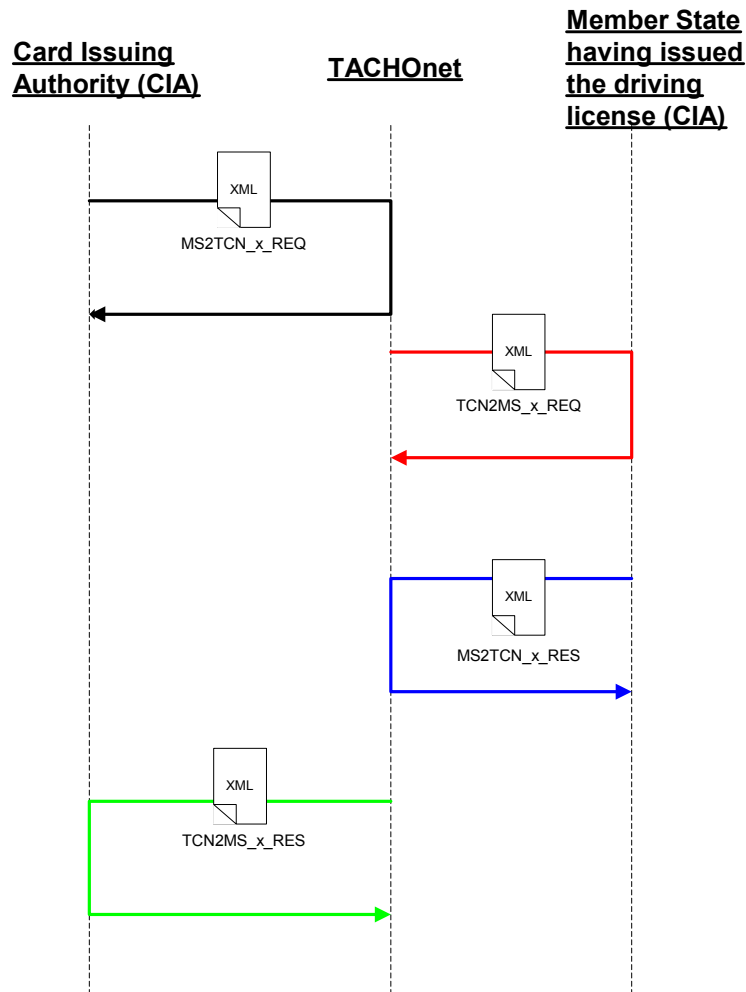 Card Issuing
Authority (CIA)
TACHOnet
Member State
having issued
the driving
license (CIA)
XML
MS2TCN_x_REQ
XML
TCN2MS_x_REQ
XML
MS2TCN_x_RES
XML
TCN2MS_x_RES